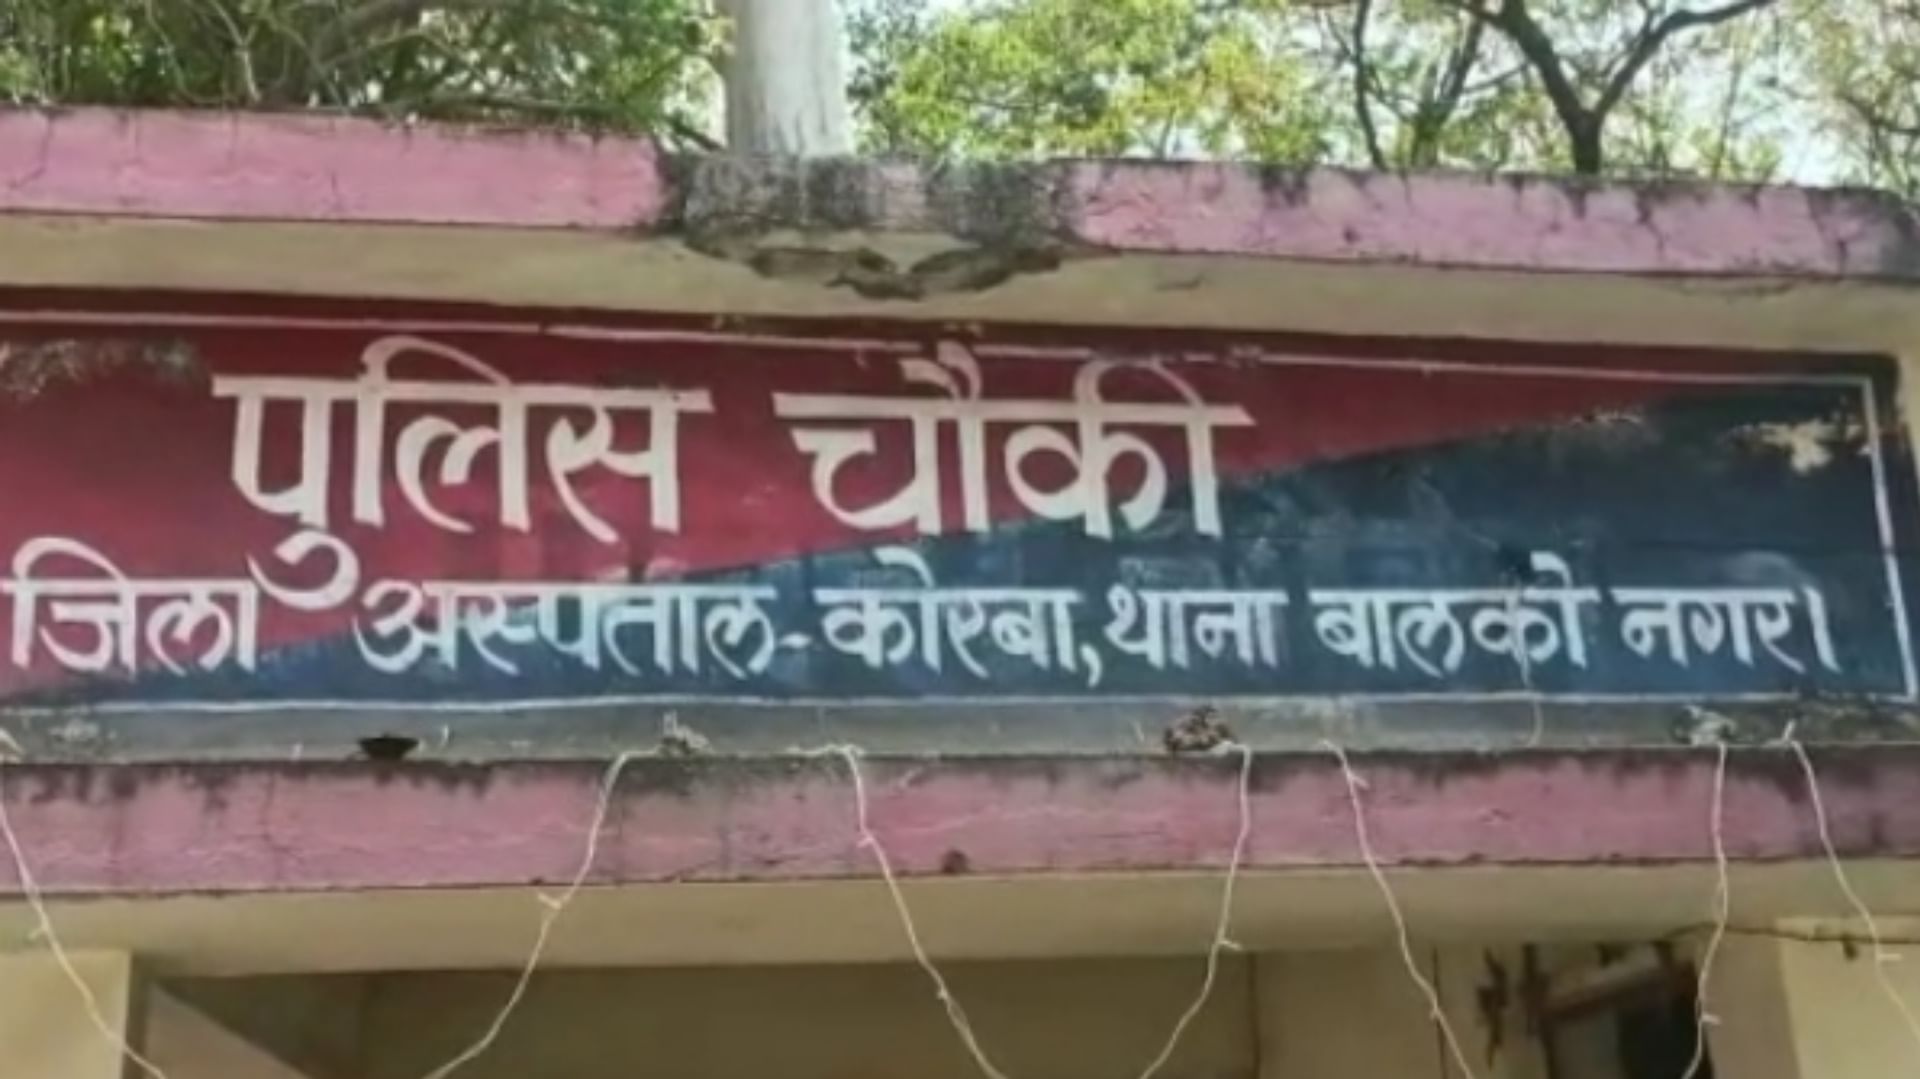 पुलिस चौकी
जिला अस्पताल-कोरबा,थाना बालको नगर।